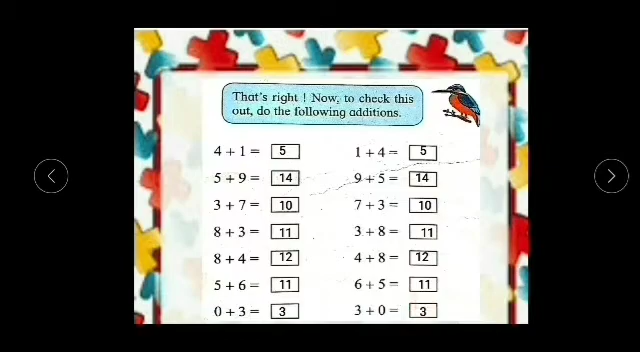 That's right ! Now, to check this
out, do the following additions.
4 + 1 = 5 1 + 4 = 5
5 + 9 = 14 9 + 5 = 14
3 + 7 = 10 7 + 3 = 10
8 + 3 = 11 3 + 8 = 11
8 + 4 = 12 4 + 8 = 12
5 + 6 = 11 6 + 5 = 11
0 + 3 = 3 3 + 0 = 3